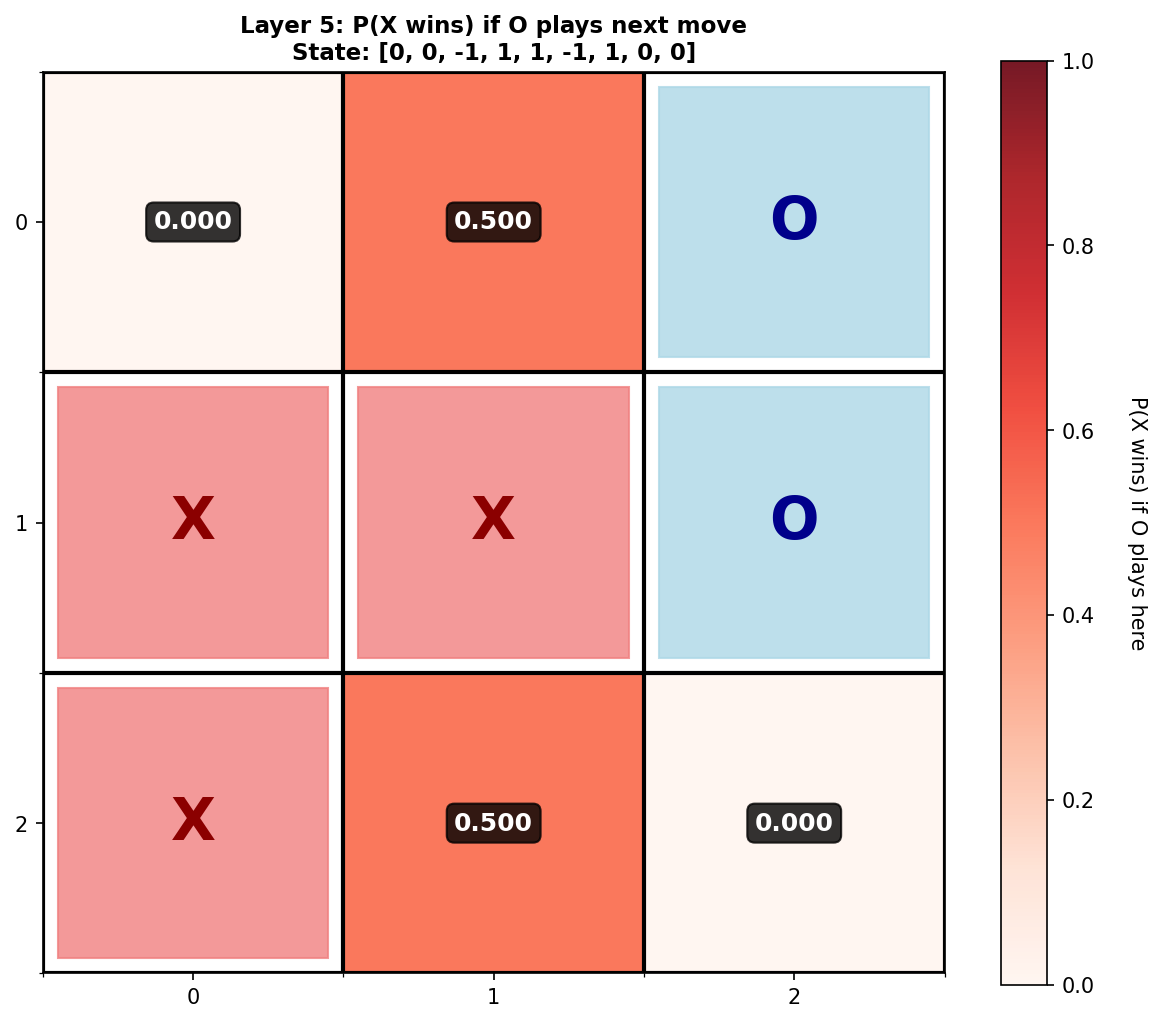 Layer 5: P(X wins) if O plays next move
State: [0, 0, -1, 1, 1, -1, 1, 0, 0]
0
0.000
0.500
O
1
X
X
O
2
X
0.500
0.000
0
1
2
1.0
0.8
0.6
0.4
0.2
0.0
P(X wins) if O plays here